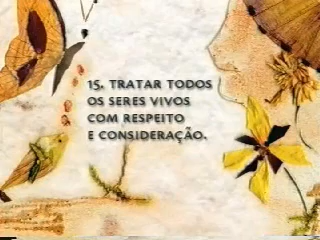 15. TRATAR TODOS
OS SERES VIVOS
COM RESPEITO
E CONSIDERAÇÃO.